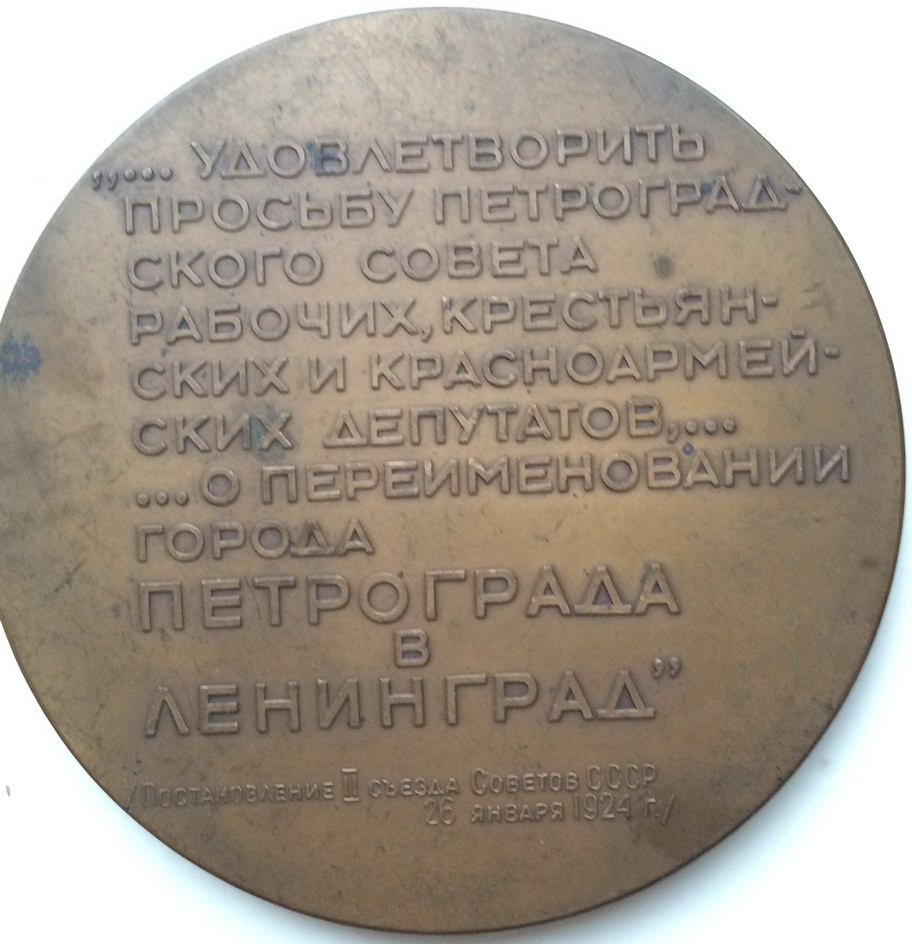 „... УДОВЛЕТВОРИТЬ
ПРОСЬБУ ПЕТРОГРАД-
СКОГО СОВЕТА
РАБОЧИХ, КРЕСТЬЯН-
СКИХ И КРАСНОАРМЕЙ-
СКИХ ДЕПУТАТОВ,...
...О ПЕРЕИМЕНОВАНИИ
ГОРОДА
ПЕТРОГРАДА
В
ЛЕНИНГРАД”
/Постановление II съезда Советов СССР
26 января 1924 г./